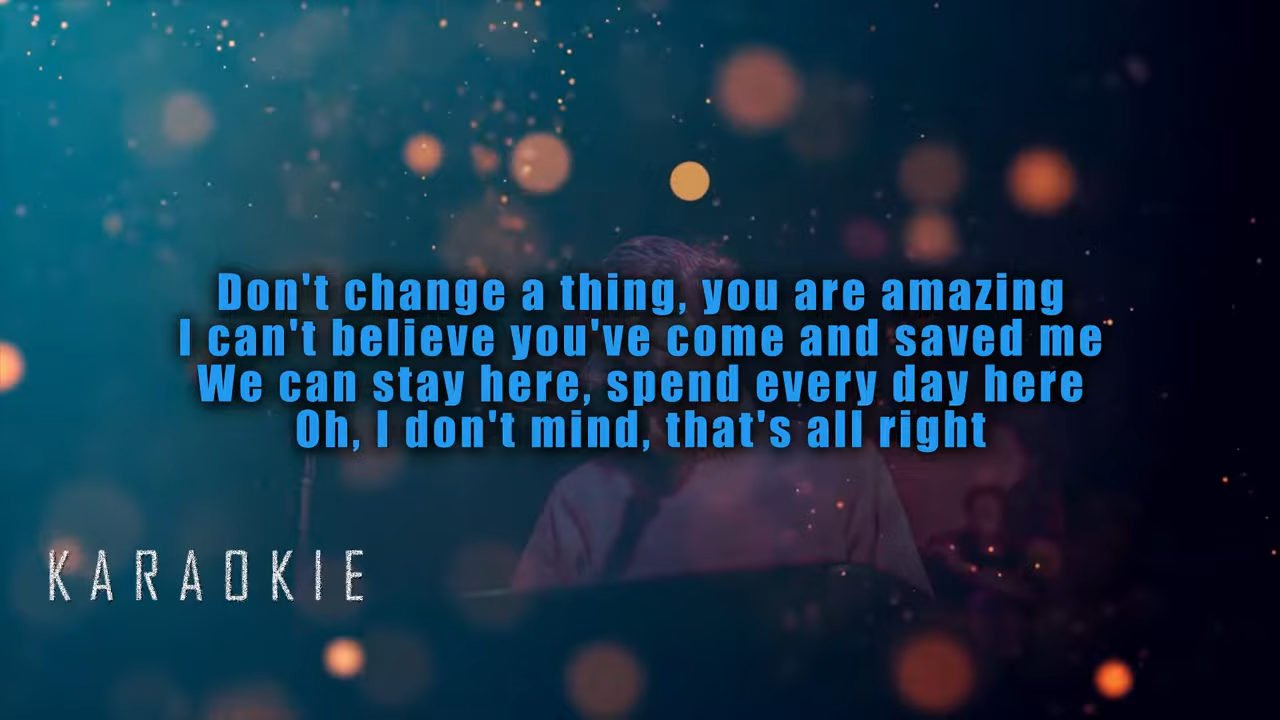 Don't change a thing, you are amazing
I can't believe you've come and saved me
We can stay here, spend every day here
Oh, I don't mind, that's all right
KARAOKIE